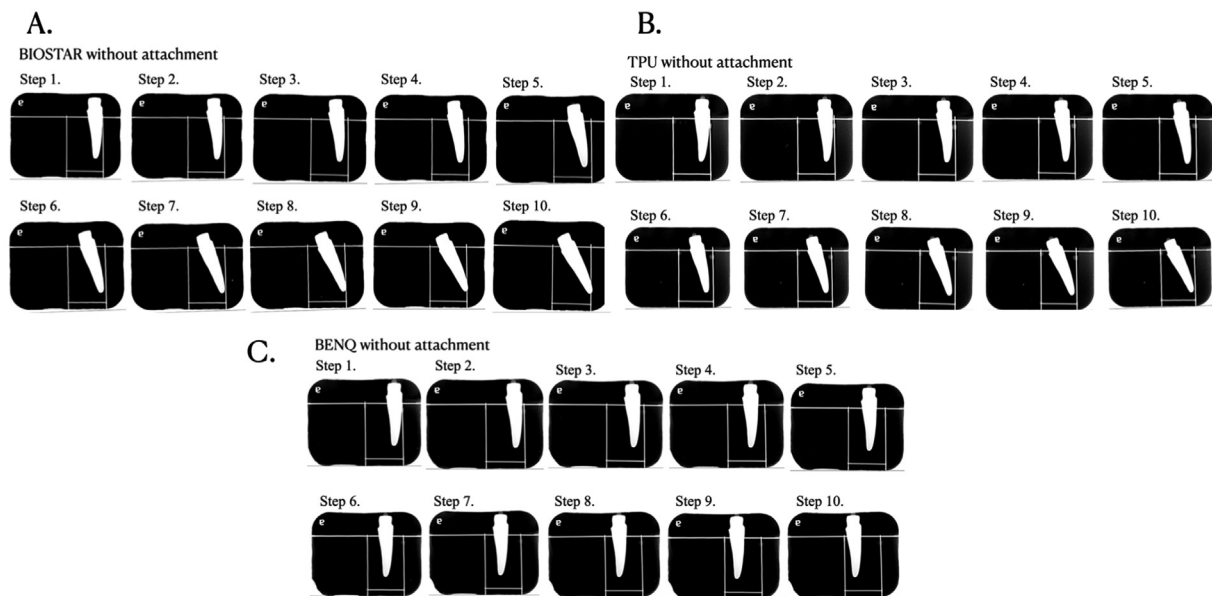 A.
BIOSTAR without attachment
Step 1. Step 2. Step 3. Step 4. Step 5.
a a a a a
Step 6. Step 7. Step 8. Step 9. Step 10.
a a a a a
B.
TPU without attachment
Step 1. Step 2. Step 3. Step 4. Step 5.
a a a a a
Step 6. Step 7. Step 8. Step 9. Step 10.
a a a a a
C.
BENQ without attachment
Step 1. Step 2. Step 3. Step 4. Step 5.
a a a a a
Step 6. Step 7. Step 8. Step 9. Step 10.
a a a a a